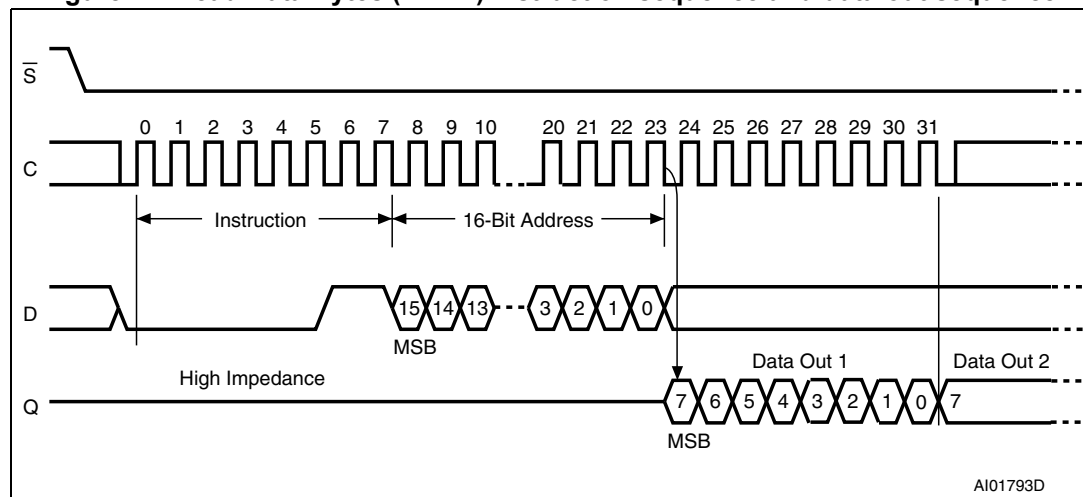 S
0 1 2 3 4 5 6 7 8 9 10 20 21 22 23 24 25 26 27 28 29 30 31
C
Instruction 16-Bit Address
D 15 14 13 3 2 1 0
MSB
High Impedance Data Out 1 Data Out 2
Q 7 6 5 4 3 2 1 0 7
MSB
AI01793D